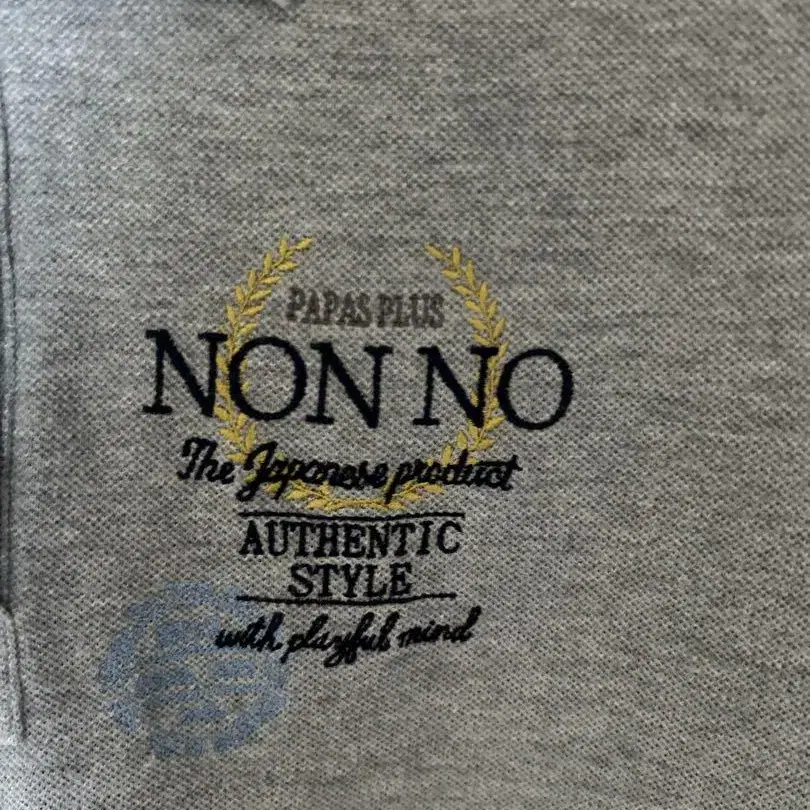 PAPAS PLUS
NON NO
The Japanese product
AUTHENTIC
STYLE
with playful mind